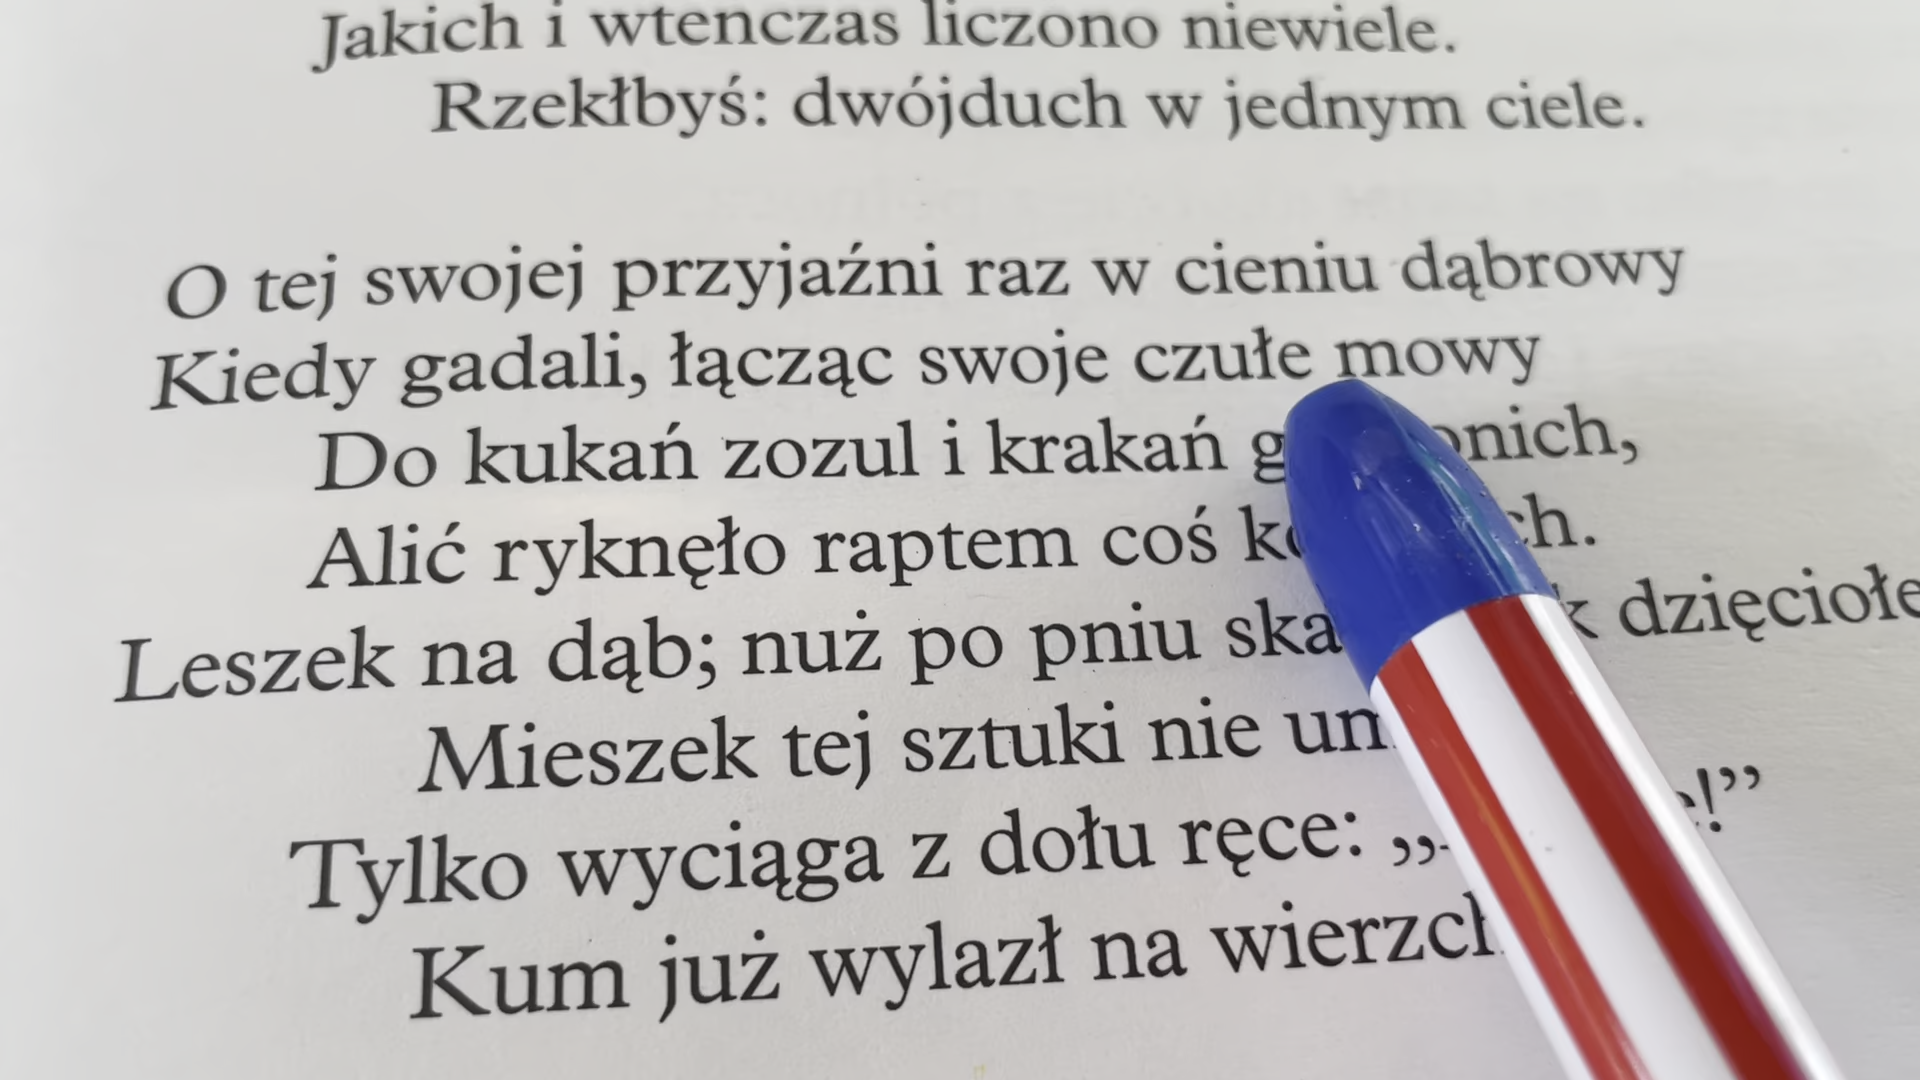 Jakich i wtenczas liczono niewiele.
Rzekłbyś: dwójduch w jednym ciele.
O tej swojej przyjaźni raz w cieniu dąbrowy
Kiedy gadali, łącząc swoje czułe mowy
Do kukań zozul i krakań
Alić ryknęło raptem coś
Leszek na dąb; nuż po pniu
Mieszek tej sztuki nie
Tylko wyciąga z dołu ręce:
Kum już wylazł na